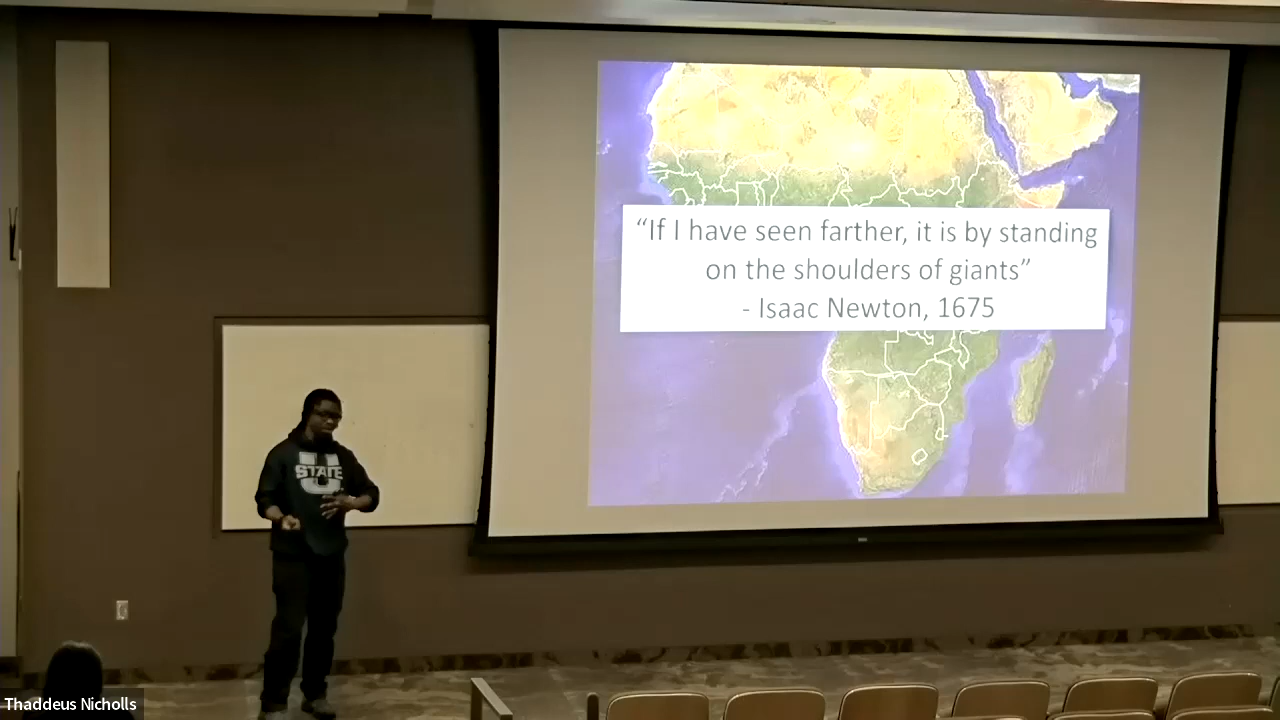 “If I have seen farther, it is by standing
on the shoulders of giants”
- Isaac Newton, 1675
U
STATE
Thaddeus Nicholls